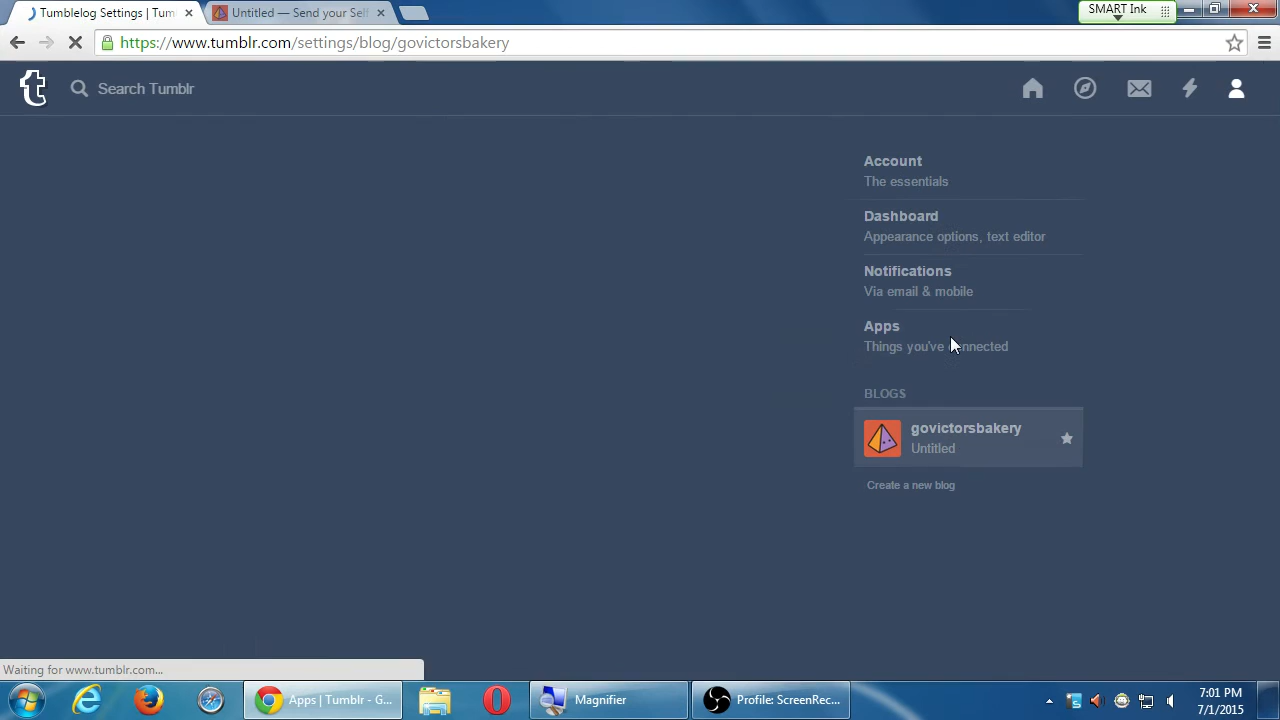 Tumblelog Settings | Tum
Untitled — Send your Self
SMART Ink
https://www.tumblr.com/settings/blog/govictorsbakery
Search Tumblr
Account
The essentials
Dashboard
Appearance options, text editor
Notifications
Via email & mobile
Apps
Things you've connected
BLOGS
govictorsbakery
Untitled
Create a new blog
Waiting for www.tumblr.com...
Apps | Tumblr - G...
Magnifier
Profile: ScreenRec...
7:01 PM
7/1/2015